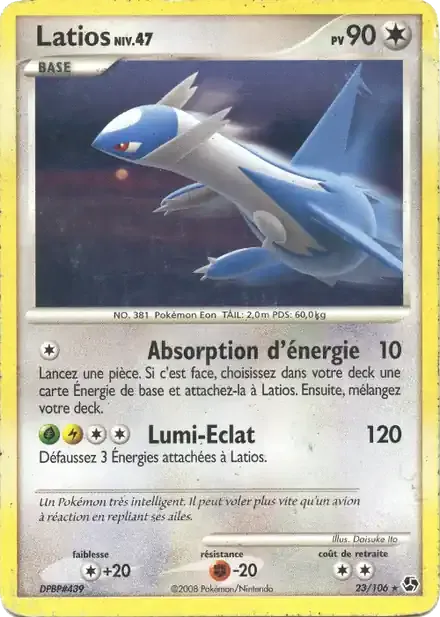 Latios NIV.47 PV 90
BASE
NO. 381 Pokémon Eon TAIL: 2,0m PDS: 60,0kg
Absorption d'énergie 10
Lancez une pièce. Si c'est face, choisissez dans votre deck une
carte Énergie de base et attachez-la à Latios. Ensuite, mélangez
votre deck.
Lumi-Eclat 120
Défaussez 3 Énergies attachées à Latios.
Un Pokémon très intelligent. Il peut voler plus vite qu'un avion
à réaction en repliant ses ailes.
Illus. Daisuke Ito
faiblesse résistance coût de retraite
+20 -20
DPBP#439 ©2008 Pokémon/Nintendo 23/106 ★